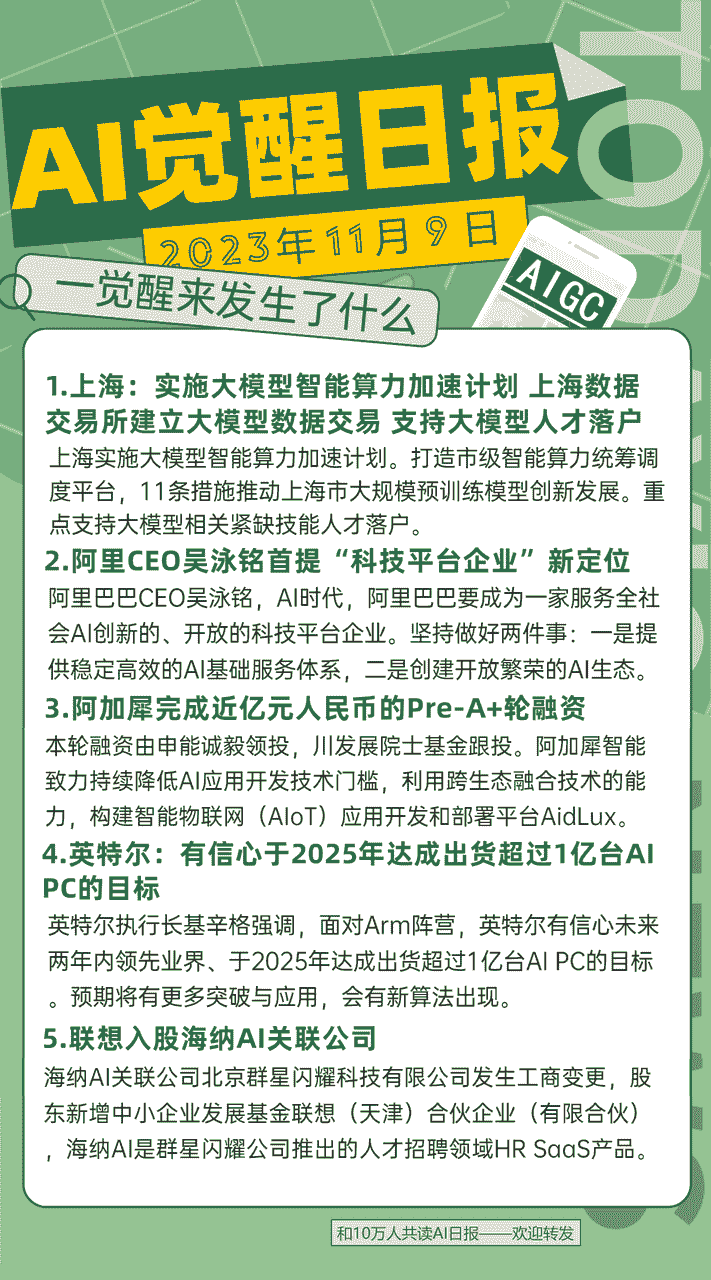 AI觉醒日报
2023年11月9日
一觉醒来发生了什么
AIGC
1.上海：实施大模型智能算力加速计划 上海数据
交易所建立大模型数据交易 支持大模型人才落户
上海实施大模型智能算力加速计划。打造市级智能算力统筹调
度平台，11条措施推动上海市大规模预训练模型创新发展。重
点支持大模型相关紧缺技能人才落户。
2.阿里CEO吴泳铭首提“科技平台企业”新定位
阿里巴巴CEO吴泳铭，AI时代，阿里巴巴要成为一家服务全社
会AI创新的、开放的科技平台企业。坚持做好两件事：一是提
供稳定高效的AI基础服务体系，二是创建开放繁荣的AI生态。
3.阿加犀完成近亿元人民币的Pre-A+轮融资
本轮融资由申能诚毅领投，川发展院士基金跟投。阿加犀智能
致力持续降低AI应用开发技术门槛，利用跨生态融合技术的能
力，构建智能物联网（AIoT）应用开发和部署平台AidLux。
4.英特尔：有信心于2025年达成出货超过1亿台AI
PC的目标
英特尔执行长基辛格强调，面对Arm阵营，英特尔有信心未来
两年内领先业界、于2025年达成出货超过1亿台AI PC的目标
。预期将有更多突破与应用，会有新算法出现。
5.联想入股海纳AI关联公司
海纳AI关联公司北京群星闪耀科技有限公司发生工商变更，股
东新增中小企业发展基金联想（天津）合伙企业（有限合伙）
，海纳AI是群星闪耀公司推出的人才招聘领域HR SaaS产品。
和10万人共读AI日报——欢迎转发